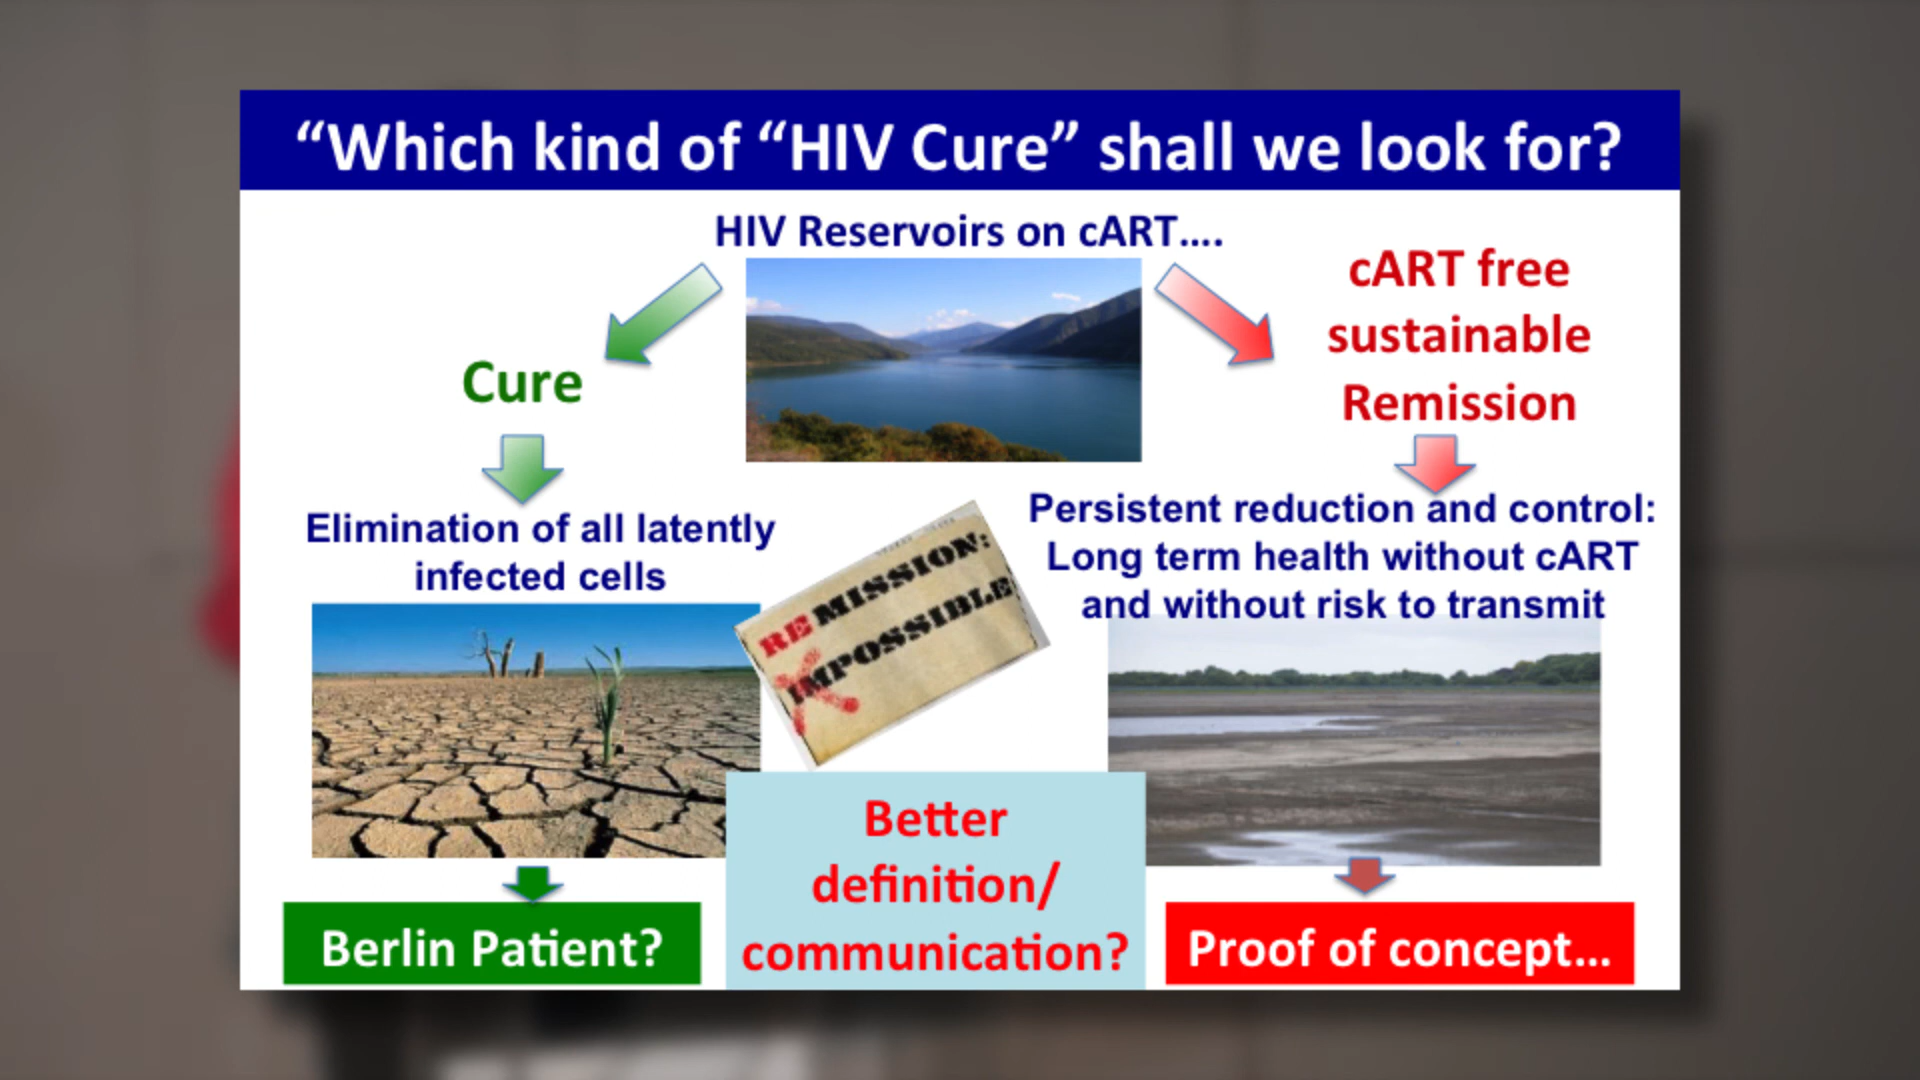 “Which kind of “HIV Cure” shall we look for?
HIV Reservoirs on cART....
Cure
cART free
sustainable
Remission
Elimination of all latently
infected cells
Persistent reduction and control:
Long term health without cART
and without risk to transmit
REMISSION:
IMPOSSIBLE
Better
definition/
communication?
Berlin Patient?
Proof of concept...